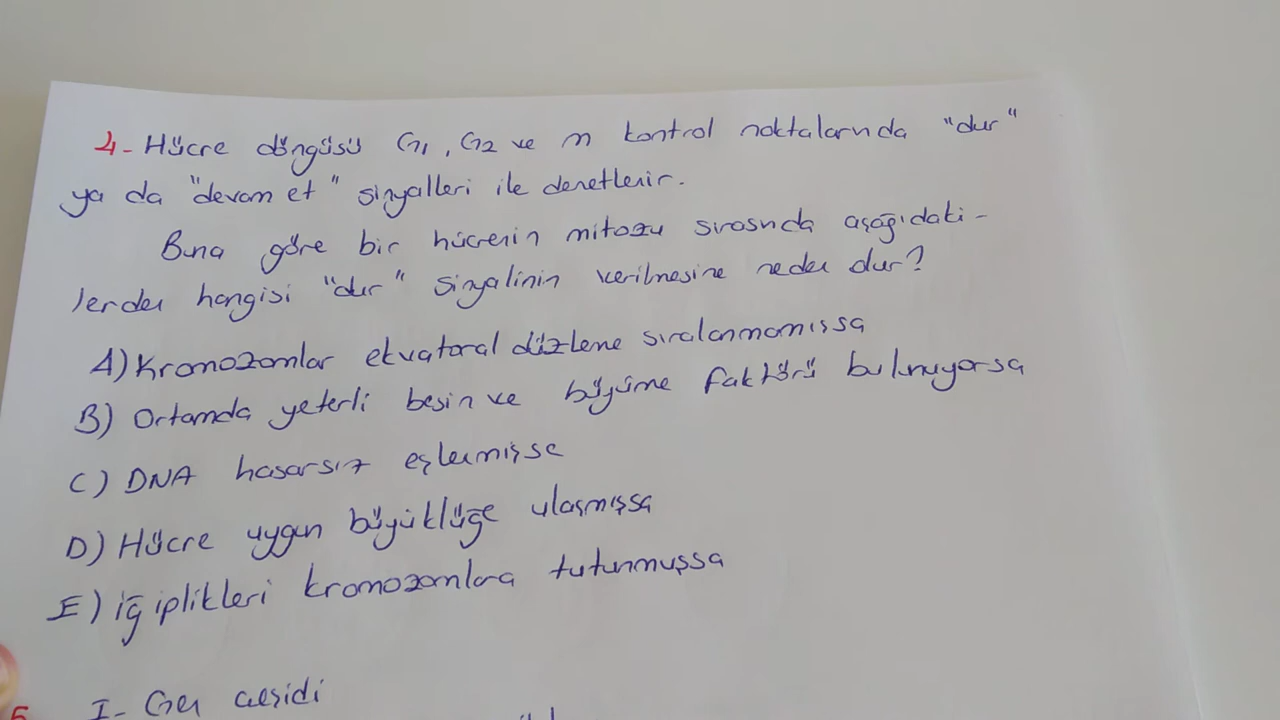 4- Hücre döngüsü G1, G2 ve m kontrol noktalarında "dur"
ya da "devam et" sinyalleri ile denetlenir.
Buna göre bir hücrenin mitozu sırasında aşağıdaki-
lerden hangisi "dur" sinyalinin verilmesine neden olur?
A) Kromozomlar ekvatoral düzleme sıralanmamışsa
B) Ortamda yeterli besin ve büyüme faktörü bulunuyorsa
C) DNA hasarsız eşlenmişse
D) Hücre uygun büyüklüğe ulaşmışsa
E) İğ iplikleri kromozomlara tutunmuşsa
I- Gen çeşidi
5